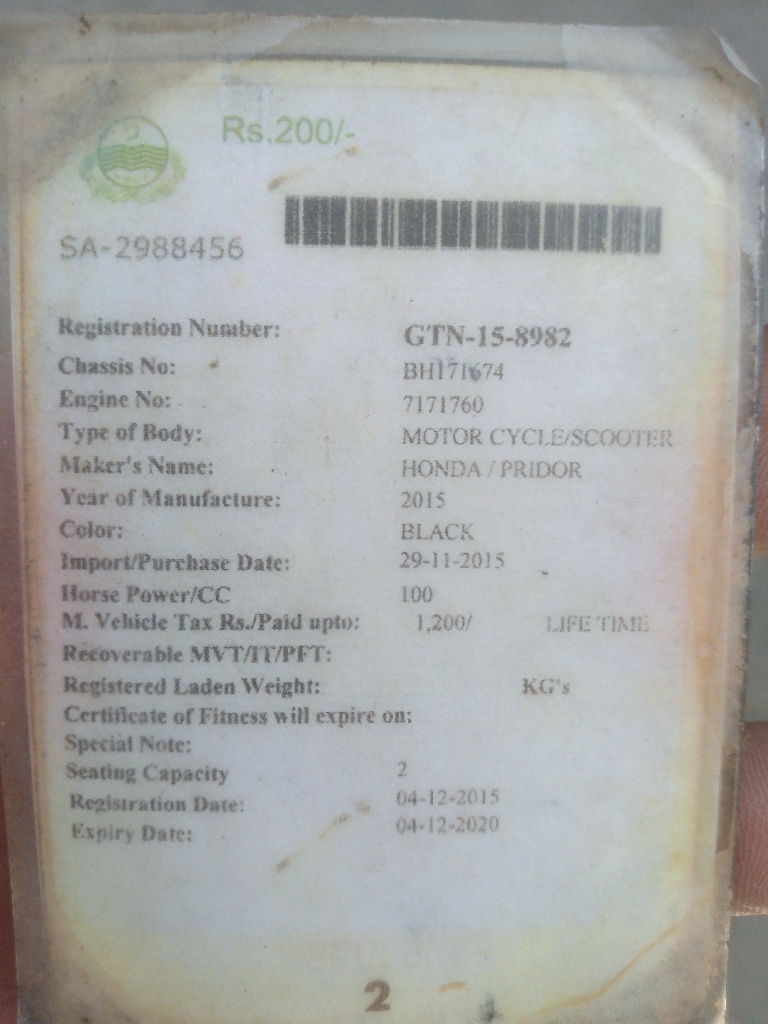 Rs.200/-
SA-2988456
Registration Number: GTN-15-8982
Chassis No: BH171674
Engine No: 7171760
Type of Body: MOTOR CYCLE/SCOOTER
Maker's Name: HONDA / PRIDOR
Year of Manufacture: 2015
Color: BLACK
Import/Purchase Date: 29-11-2015
Horse Power/CC 100
M. Vehicle Tax Rs./Paid upto: 1,200/ LIFE TIME
Recoverable MVT/IT/PFT:
Registered Laden Weight: KG's
Certificate of Fitness will expire on:
Special Note:
Seating Capacity 2
Registration Date: 04-12-2015
Expiry Date: 04-12-2020
2